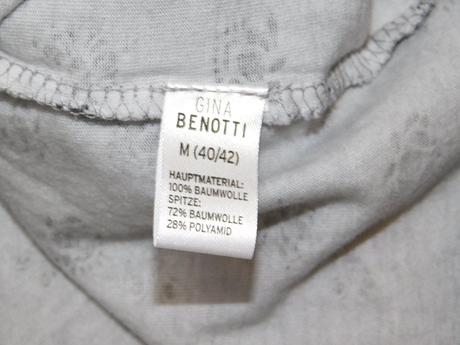 GINA
BENOTTI
M (40/42)
HAUPTMATERIAL:
100% BAUMWOLLE
SPITZE:
72% BAUMWOLLE
28% POLYAMID